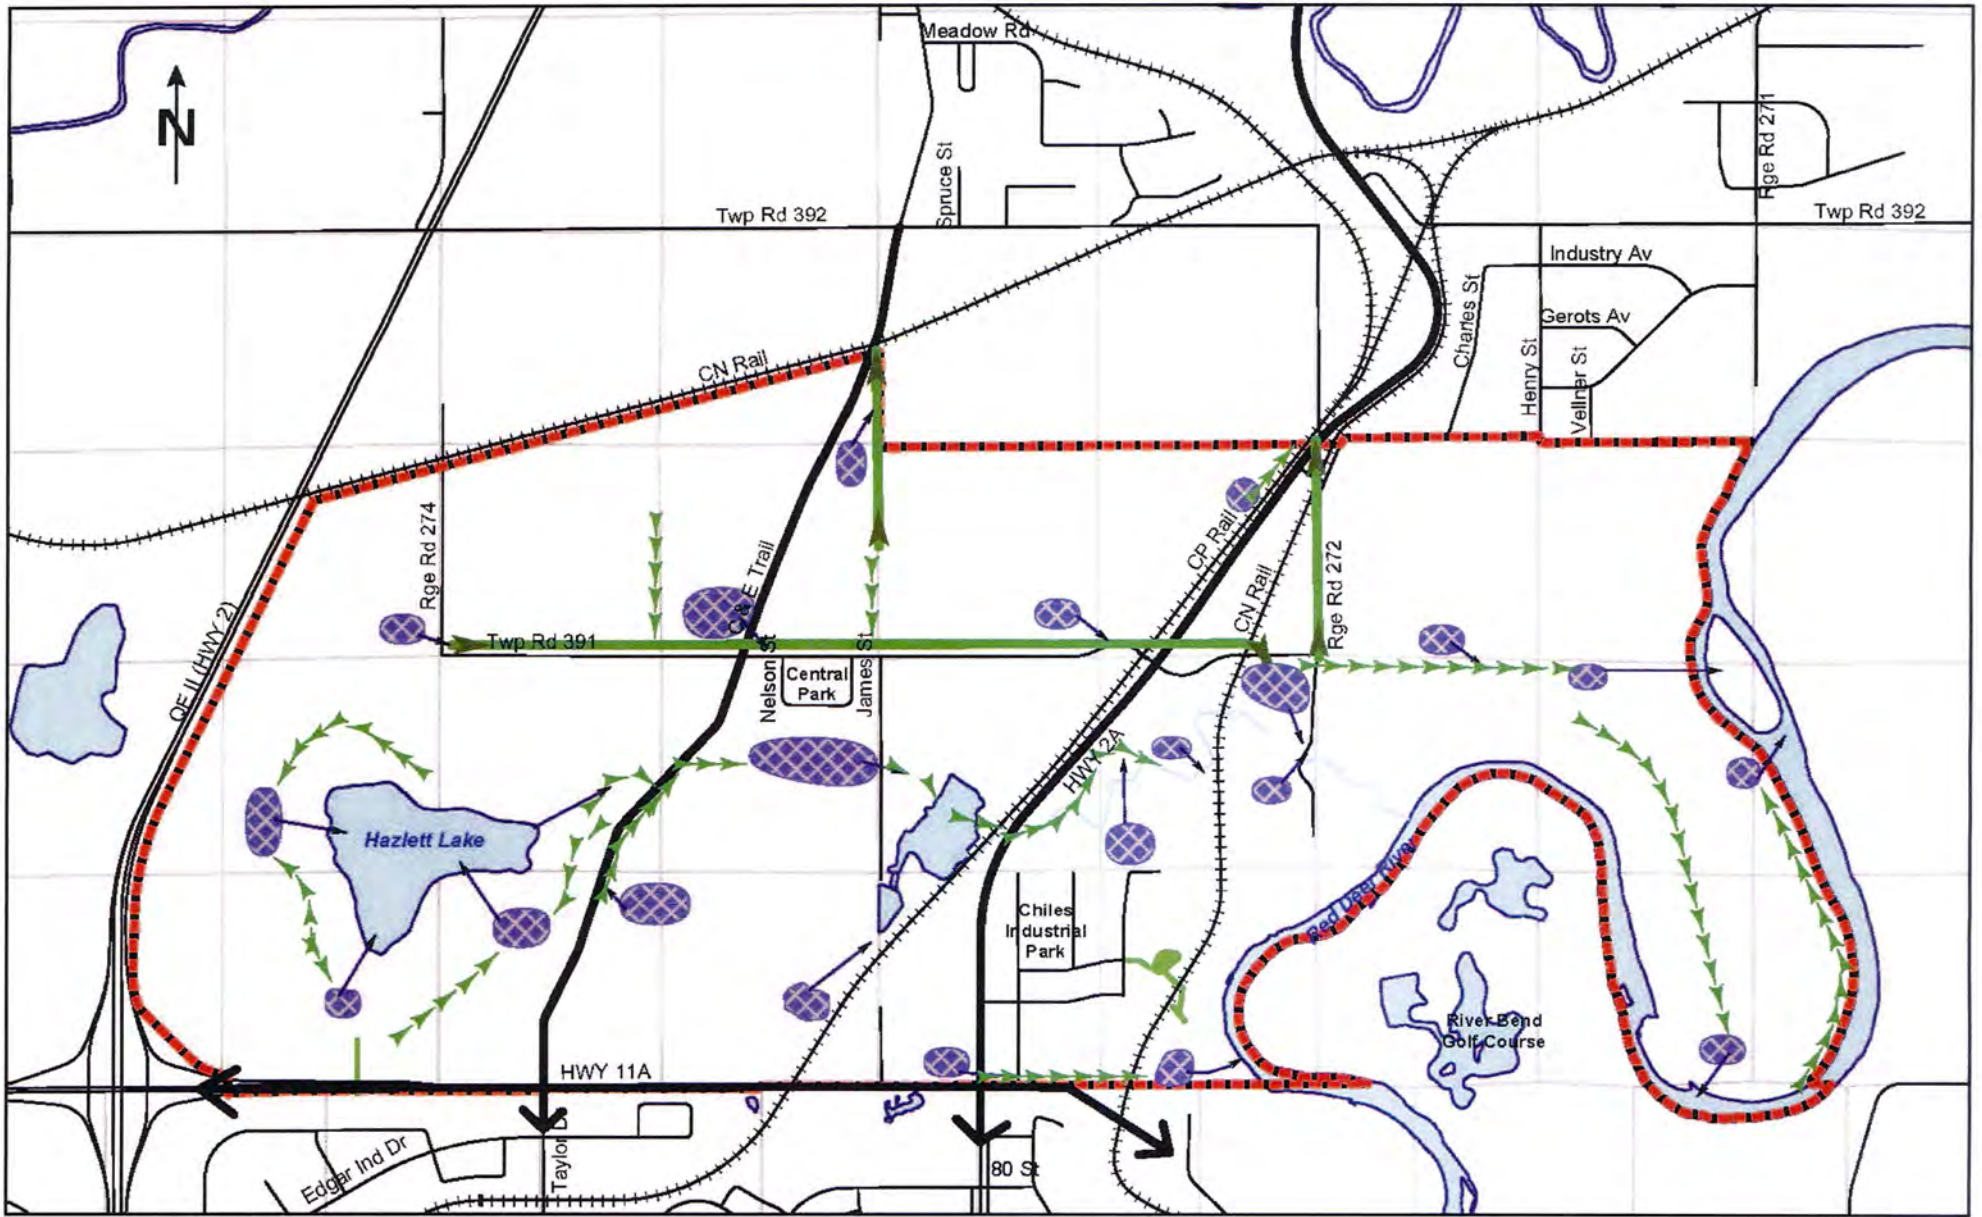 Meadow Rd
N
Spruce St
Rge Rd 271
Twp Rd 392
Twp Rd 392
Industry Av
Charles St
Gerots Av
CN Rail
Henry St
Vellner St
Rge Rd 274
CP Rail
C & E Trail
CN Rail
Rge Rd 272
QE II (HWY 2)
Twp Rd 391
Nelson St
Central
Park
James St
HWY 2A
Hazlett Lake
Red Deer River
Chiles
Industrial
Park
River Bend
Golf Course
HWY 11A
Edgar Ind Dr
Taylor Dr
80 St